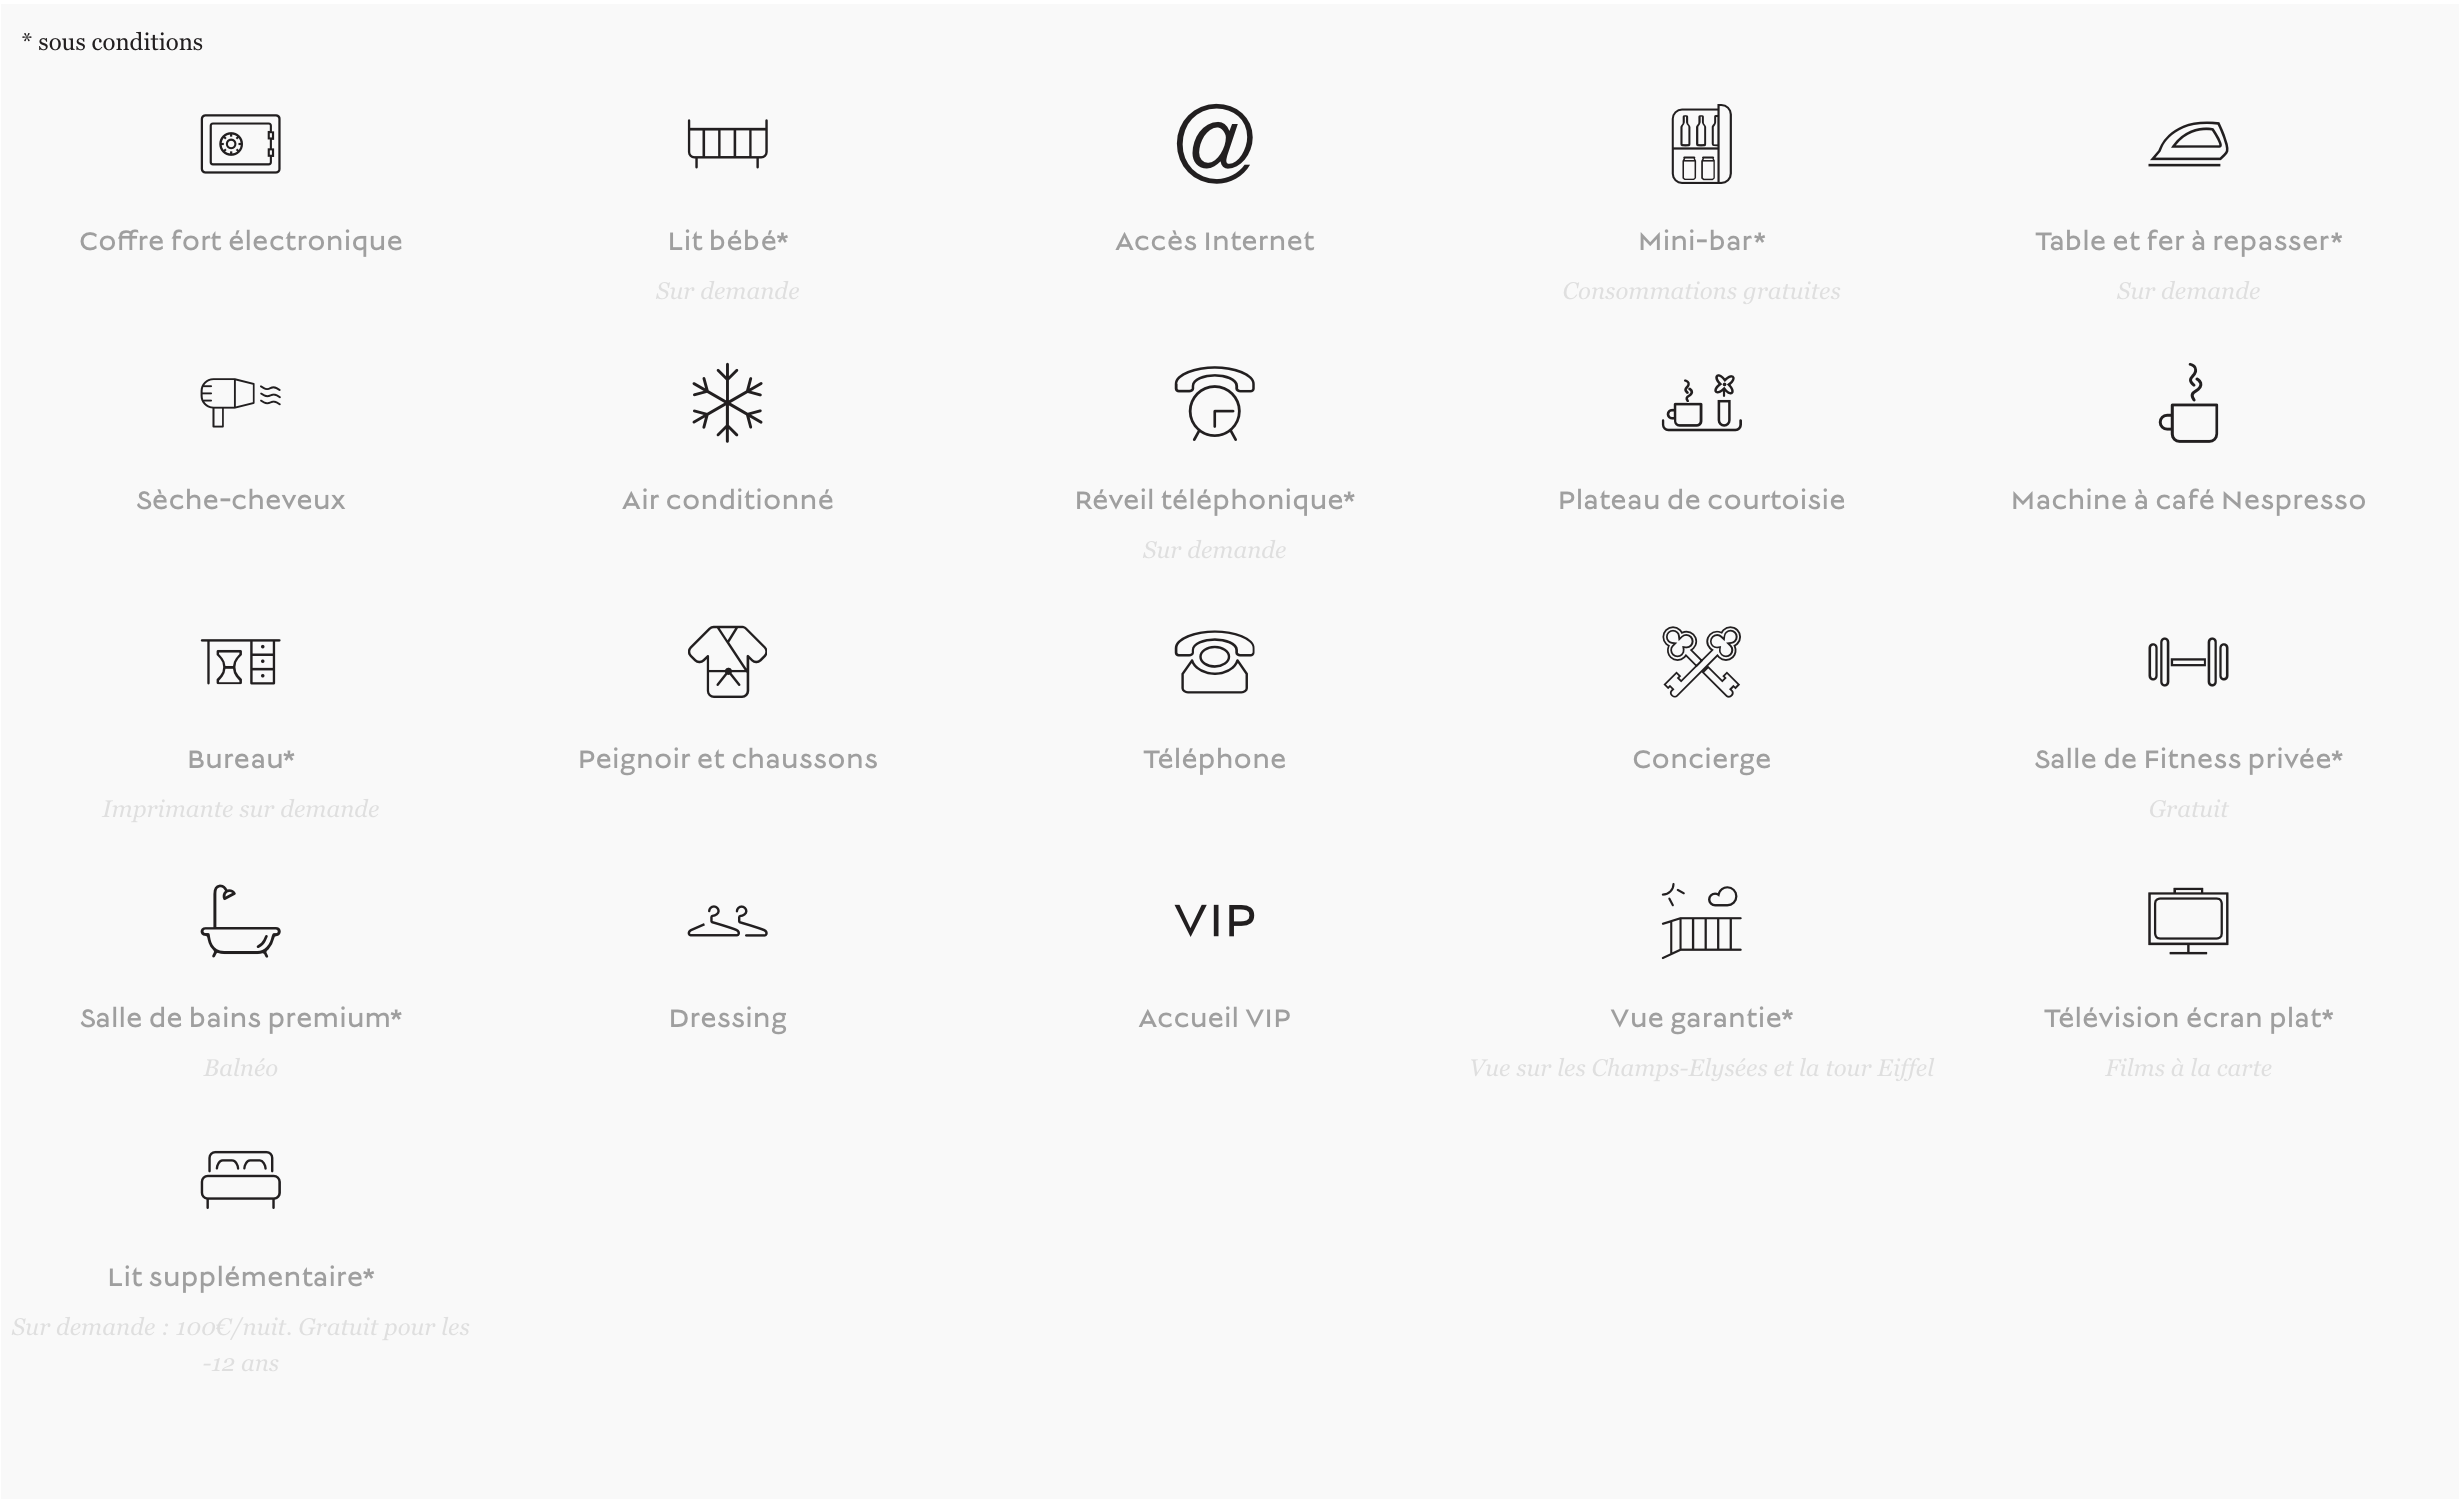 * sous conditions
@
Coffre fort électronique
Lit bébé*
Accès Internet
Mini-bar*
Table et fer à repasser*
Sur demande
Consommations gratuites
Sur demande
Sèche-cheveux
Air conditionné
Réveil téléphonique*
Plateau de courtoisie
Machine à café Nespresso
Sur demande
Bureau*
Peignoir et chaussons
Téléphone
Concierge
Salle de Fitness privée*
Imprimante sur demande
Gratuit
VIP
Salle de bains premium*
Dressing
Accueil VIP
Vue garantie*
Télévision écran plat*
Balnéo
Vue sur les Champs-Elysées et la tour Eiffel
Films à la carte
Lit supplémentaire*
Sur demande : 100€/nuit. Gratuit pour les
-12 ans